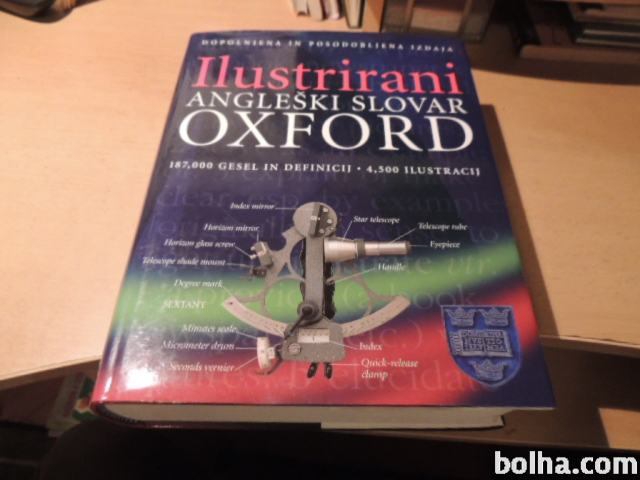 DOPOLNJENA IN POSODOBLJENA IZDAJA
Ilustrirani
ANGLEŠKI SLOVAR
OXFORD
187,000 GESEL IN DEFINICIJ • 4,500 ILUSTRACIJ
Index mirror
Star telescope
Horizon mirror
Telescope tube
Horizon glass screw
Eyepiece
Telescope shade mount
Handle
Degree mark
SEXTANT
Minutes scale
Micrometer drum
Index
Seconds vernier
Quick-release
clamp
bolha.com